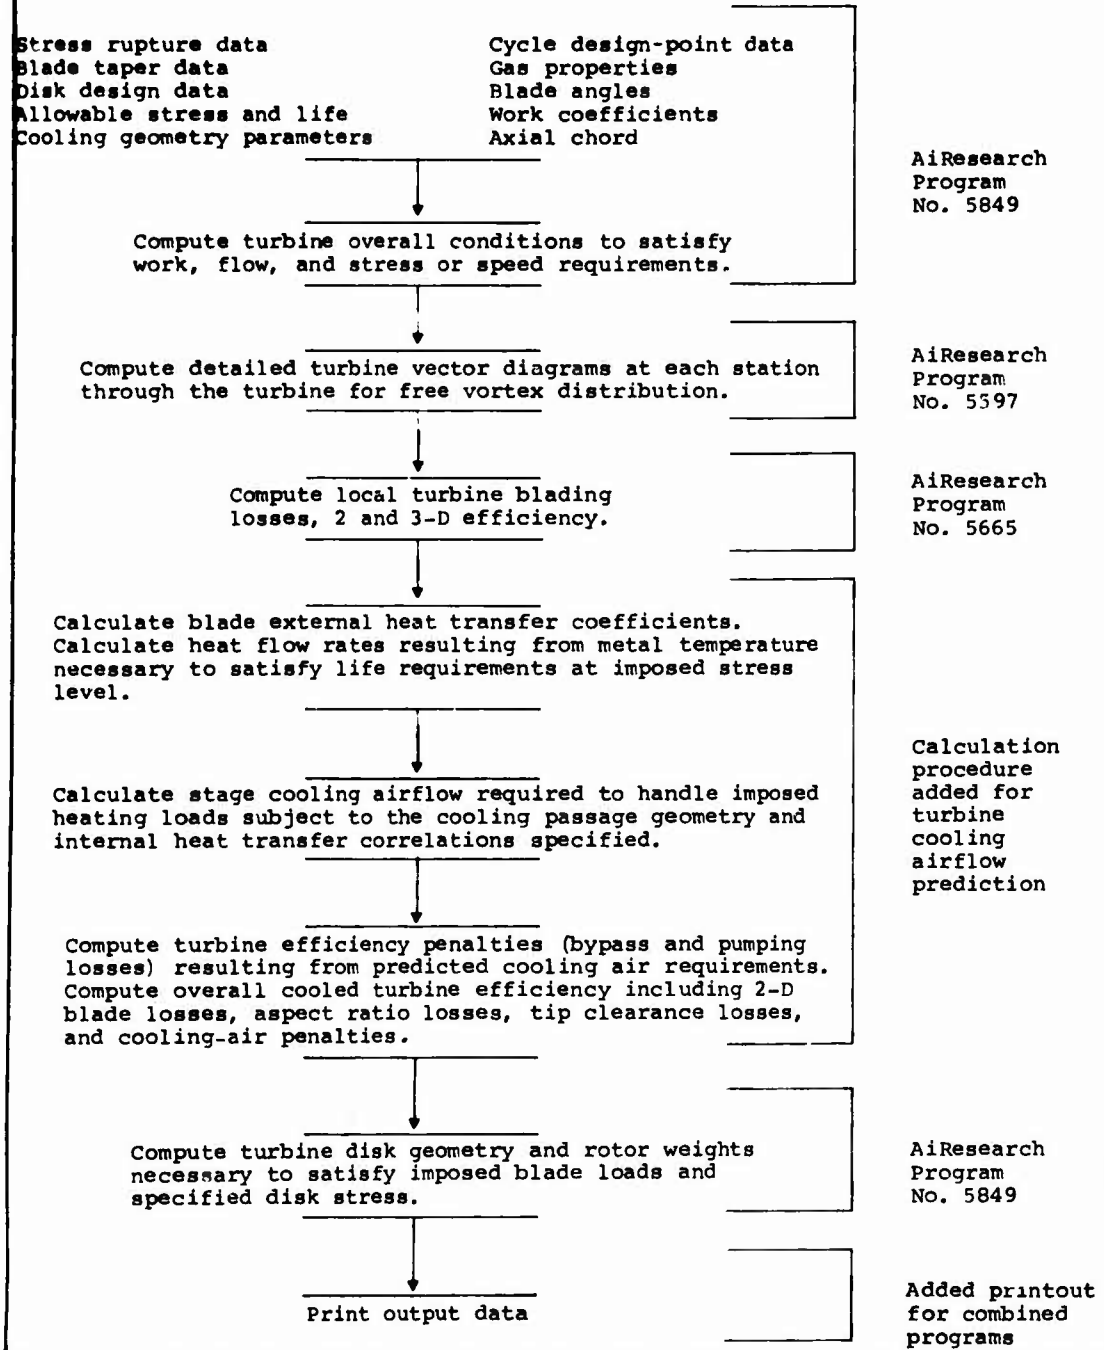 Stress rupture data
Blade taper data
Disk design data
Allowable stress and life
Cooling geometry parameters
Cycle design-point data
Gas properties
Blade angles
Work coefficients
Axial chord
AiResearch
Program
No. 5849
Compute turbine overall conditions to satisfy
work, flow, and stress or speed requirements.
Compute detailed turbine vector diagrams at each station
through the turbine for free vortex distribution.
AiResearch
Program
No. 5597
Compute local turbine blading
losses, 2 and 3-D efficiency.
AiResearch
Program
No. 5665
Calculate blade external heat transfer coefficients.
Calculate heat flow rates resulting from metal temperature
necessary to satisfy life requirements at imposed stress
level.
Calculate stage cooling airflow required to handle imposed
heating loads subject to the cooling passage geometry and
internal heat transfer correlations specified.
Calculation
procedure
added for
turbine
cooling
airflow
prediction
Compute turbine efficiency penalties (bypass and pumping
losses) resulting from predicted cooling air requirements.
Compute overall cooled turbine efficiency including 2-D
blade losses, aspect ratio losses, tip clearance losses,
and cooling-air penalties.
Compute turbine disk geometry and rotor weights
necessary to satisfy imposed blade loads and
specified disk stress.
AiResearch
Program
No. 5849
Print output data
Added printout
for combined
programs